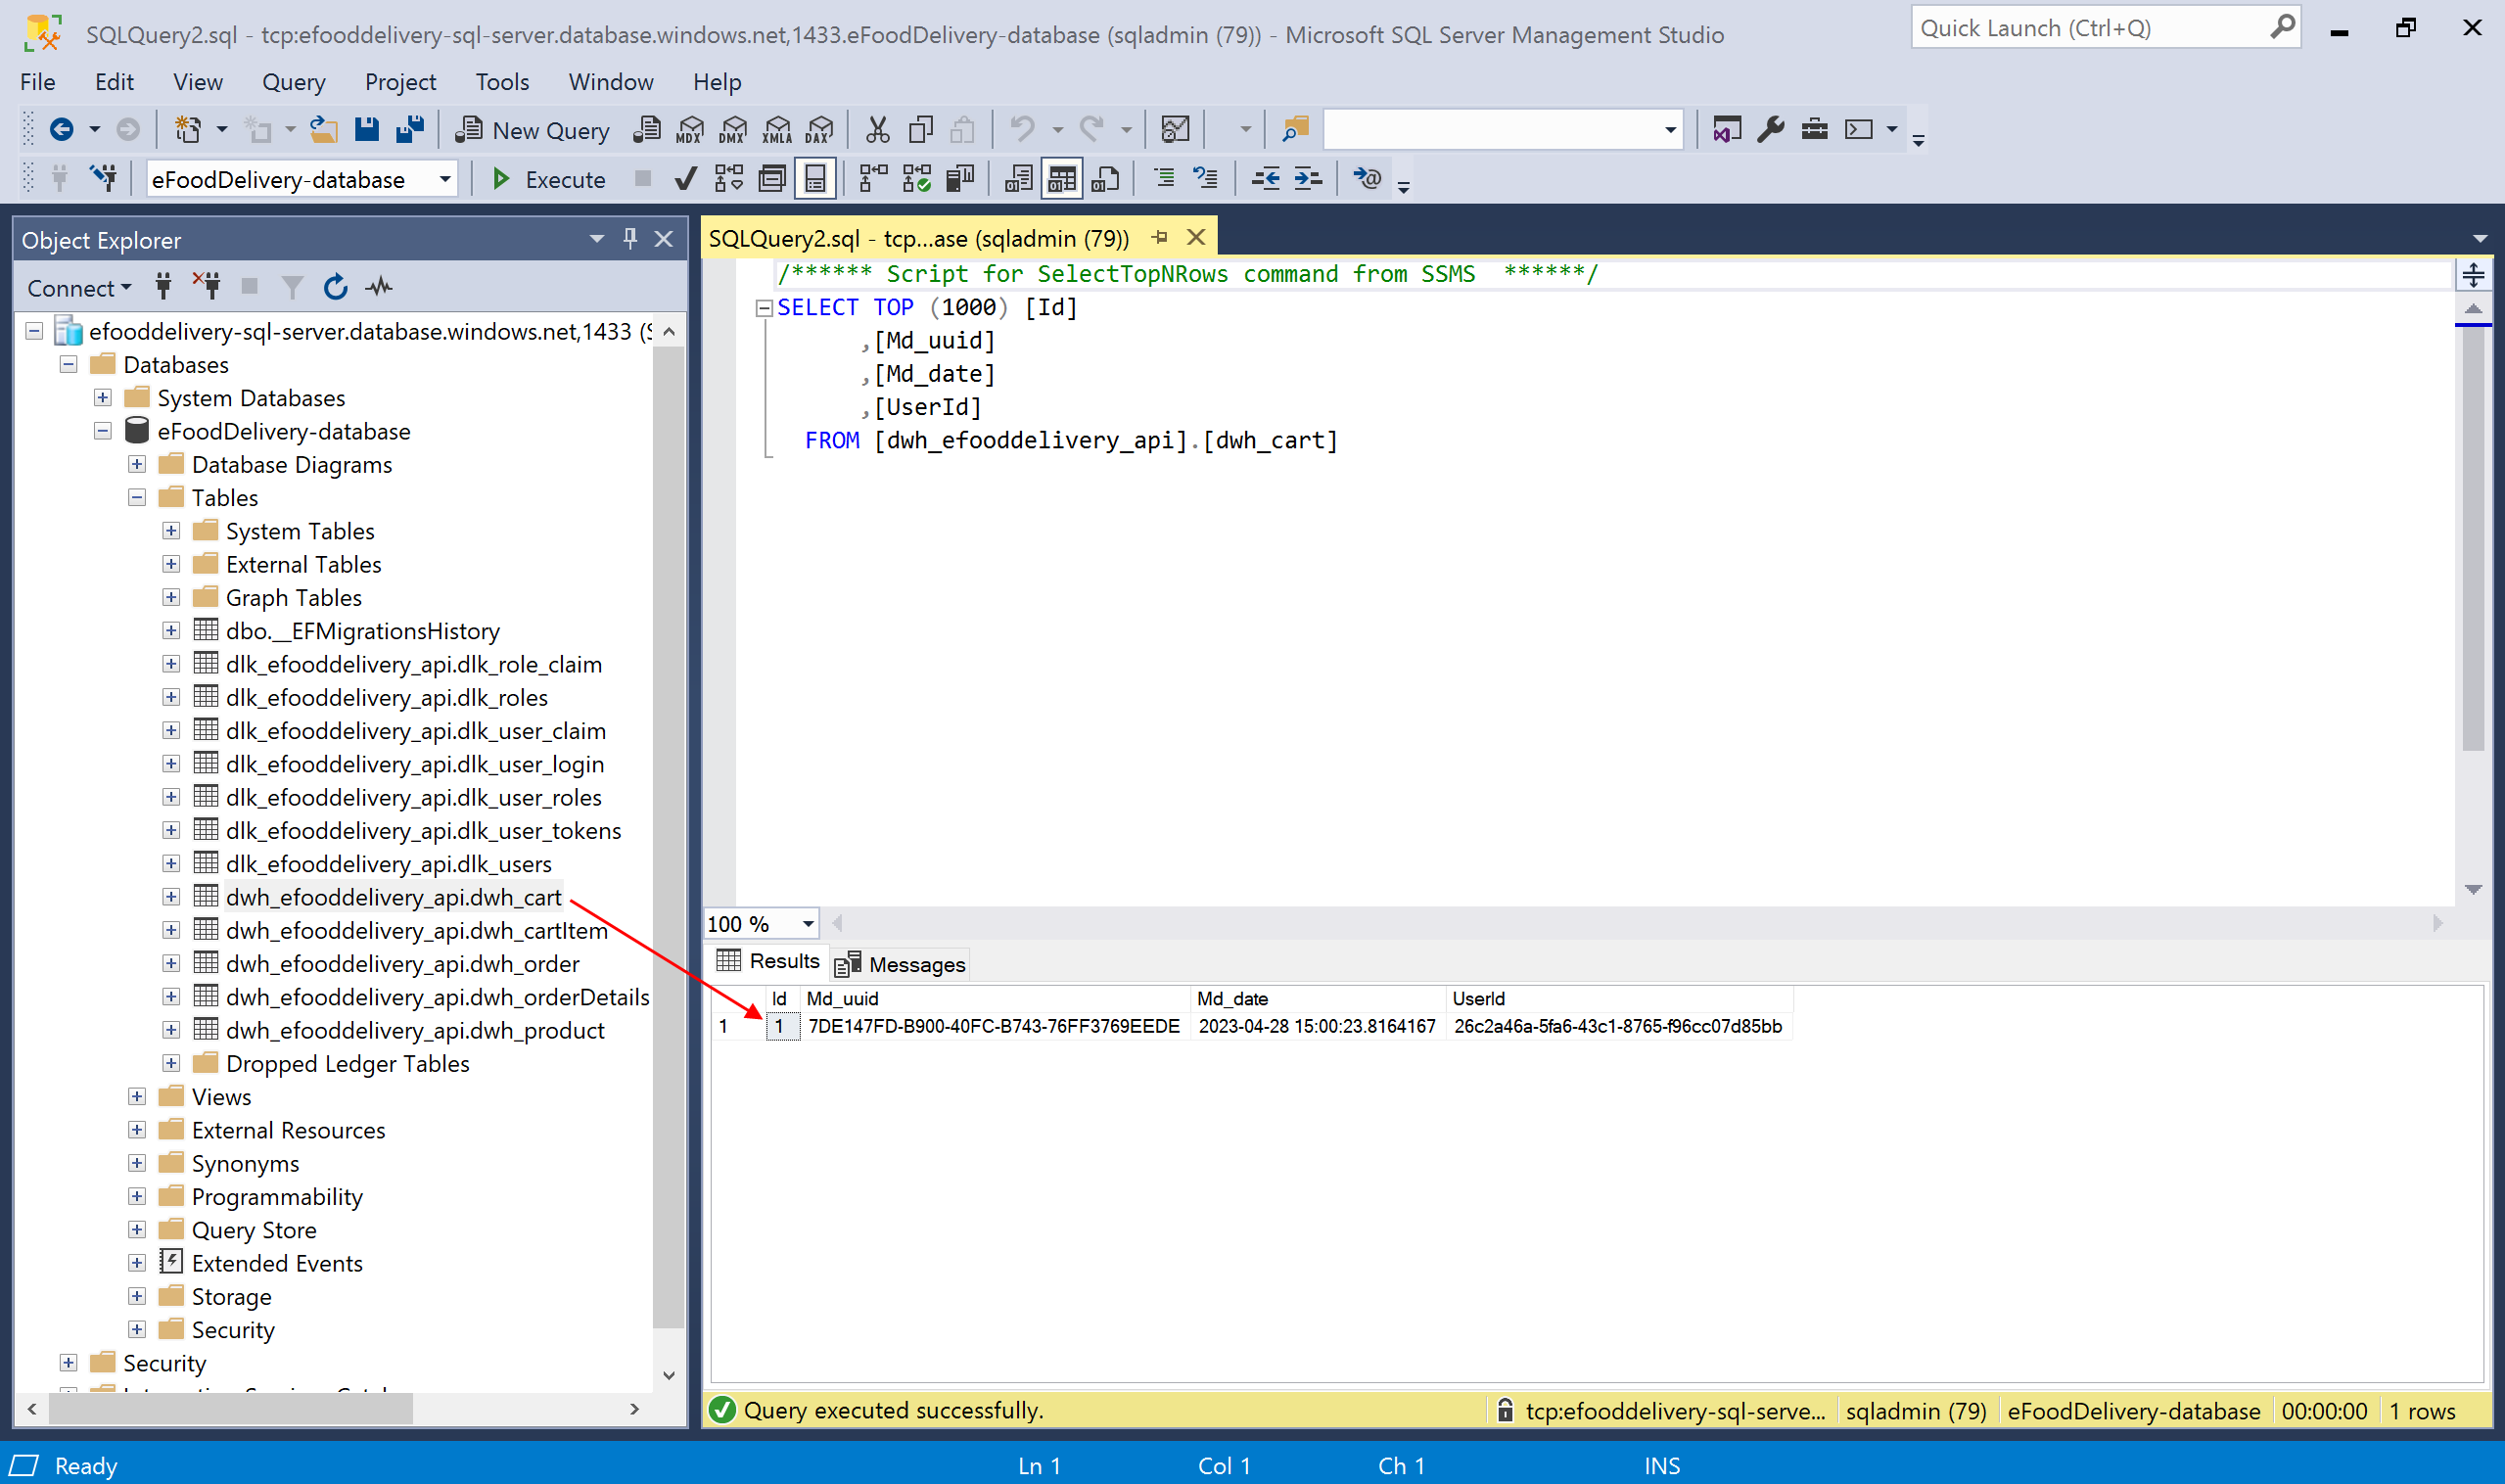 SQLQuery2.sql - tcp:efooddelivery-sql-server.database.windows.net,1433.eFoodDelivery-database (sqladmin (79)) - Microsoft SQL Server Management Studio
Quick Launch (Ctrl+Q)
File Edit View Query Project Tools Window Help
New Query MDX DMX XMLA DAX
eFoodDelivery-database Execute
Object Explorer
Connect
efooddelivery-sql-server.database.windows.net,1433 (S
Databases
System Databases
eFoodDelivery-database
Database Diagrams
Tables
System Tables
External Tables
Graph Tables
dbo.__EFMigrationsHistory
dlk_efooddelivery_api.dlk_role_claim
dlk_efooddelivery_api.dlk_roles
dlk_efooddelivery_api.dlk_user_claim
dlk_efooddelivery_api.dlk_user_login
dlk_efooddelivery_api.dlk_user_roles
dlk_efooddelivery_api.dlk_user_tokens
dlk_efooddelivery_api.dlk_users
dwh_efooddelivery_api.dwh_cart
dwh_efooddelivery_api.dwh_cartItem
dwh_efooddelivery_api.dwh_order
dwh_efooddelivery_api.dwh_orderDetails
dwh_efooddelivery_api.dwh_product
Dropped Ledger Tables
Views
External Resources
Synonyms
Programmability
Query Store
Extended Events
Storage
Security
Security
SQLQuery2.sql - tcp...ase (sqladmin (79))
/****** Script for SelectTopNRows command from SSMS  ******/
SELECT TOP (1000) [Id]
,[Md_uuid]
,[Md_date]
,[UserId]
FROM [dwh_efooddelivery_api].[dwh_cart]
100 %
Results Messages
Id Md_uuid Md_date UserId
1 1 7DE147FD-B900-40FC-B743-76FF3769EEDE 2023-04-28 15:00:23.8164167 26c2a46a-5fa6-43c1-8765-f96cc07d85bb
Query executed successfully.
tcp:efooddelivery-sql-serve... sqladmin (79) eFoodDelivery-database 00:00:00 1 rows
Ready Ln 1 Col 1 Ch 1 INS